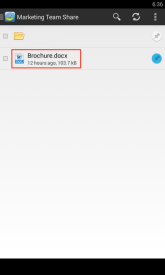 6:36
Marketing Team Share
Brochure.docx
12 hours ago, 183.7 kB